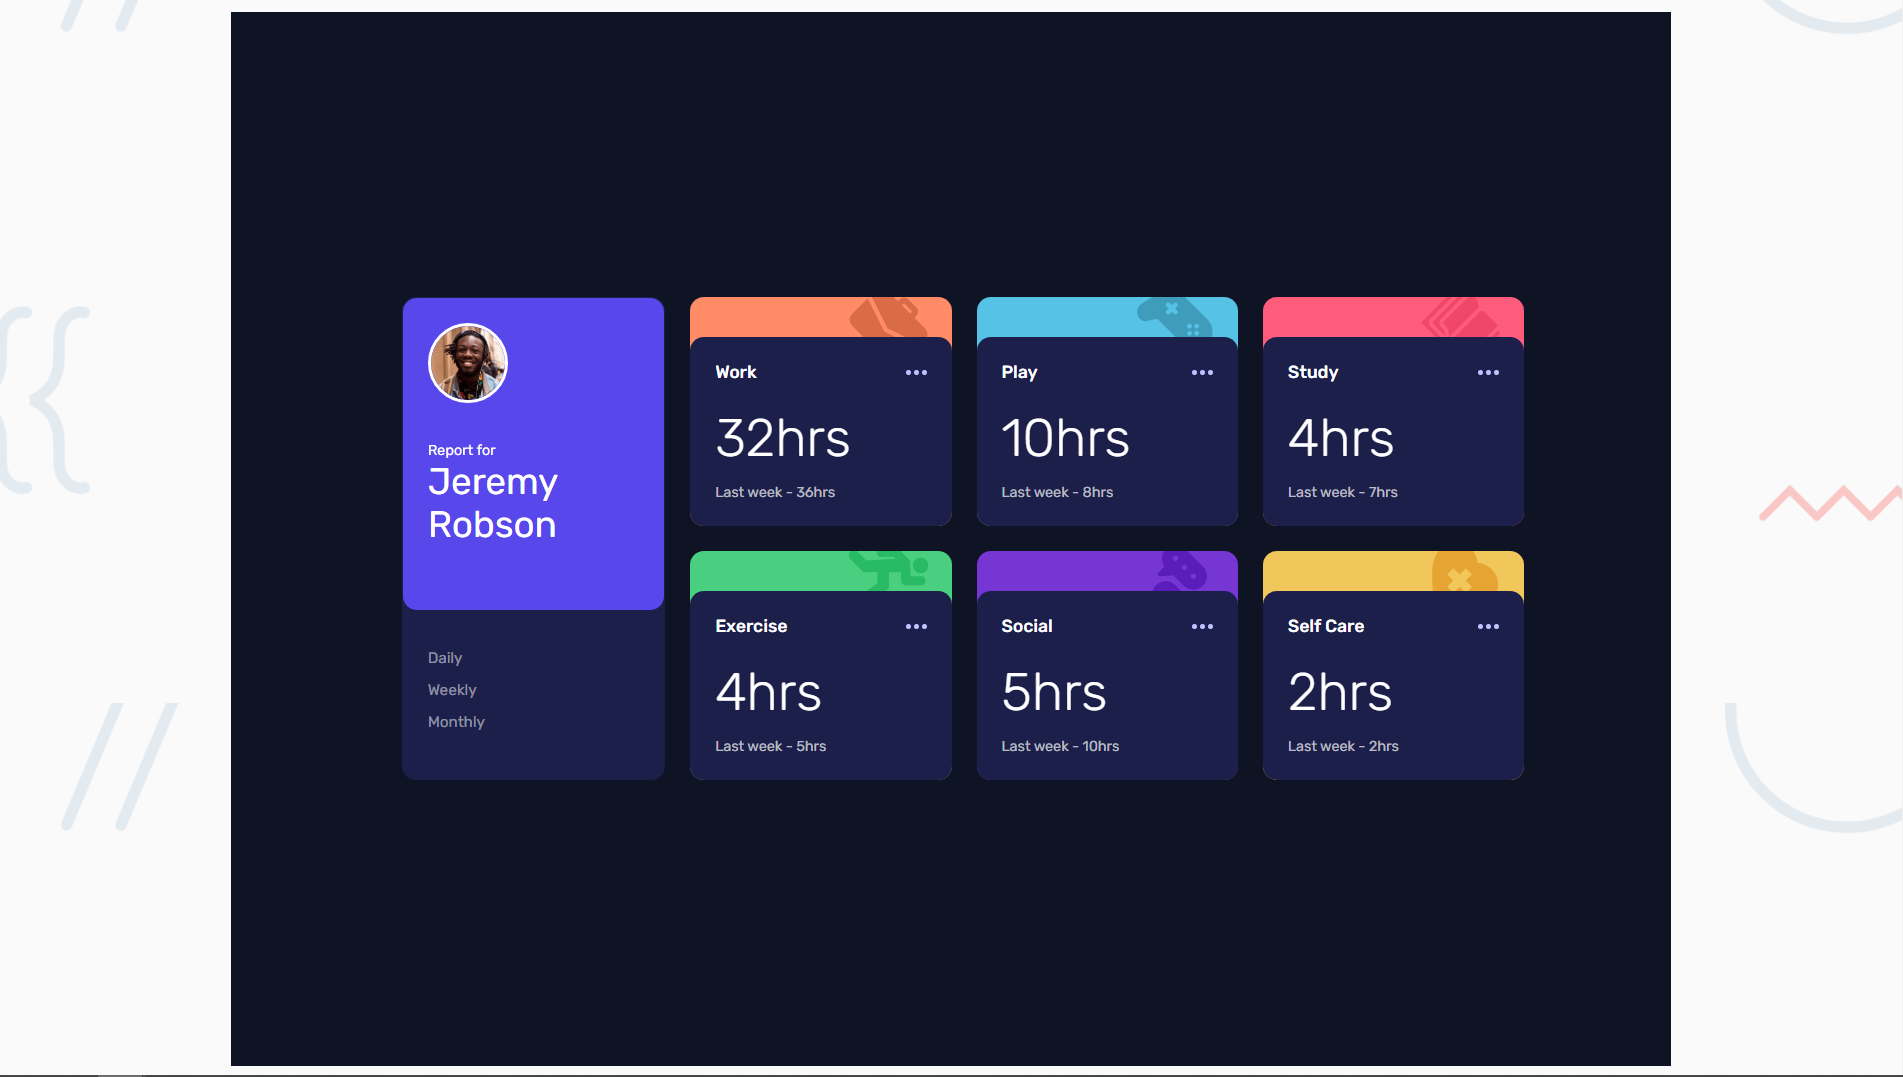 Report for
Jeremy
Robson
Daily
Weekly
Monthly
Work
32hrs
Last week - 36hrs
Play
10hrs
Last week - 8hrs
Study
4hrs
Last week - 7hrs
Exercise
4hrs
Last week - 5hrs
Social
5hrs
Last week - 10hrs
Self Care
2hrs
Last week - 2hrs